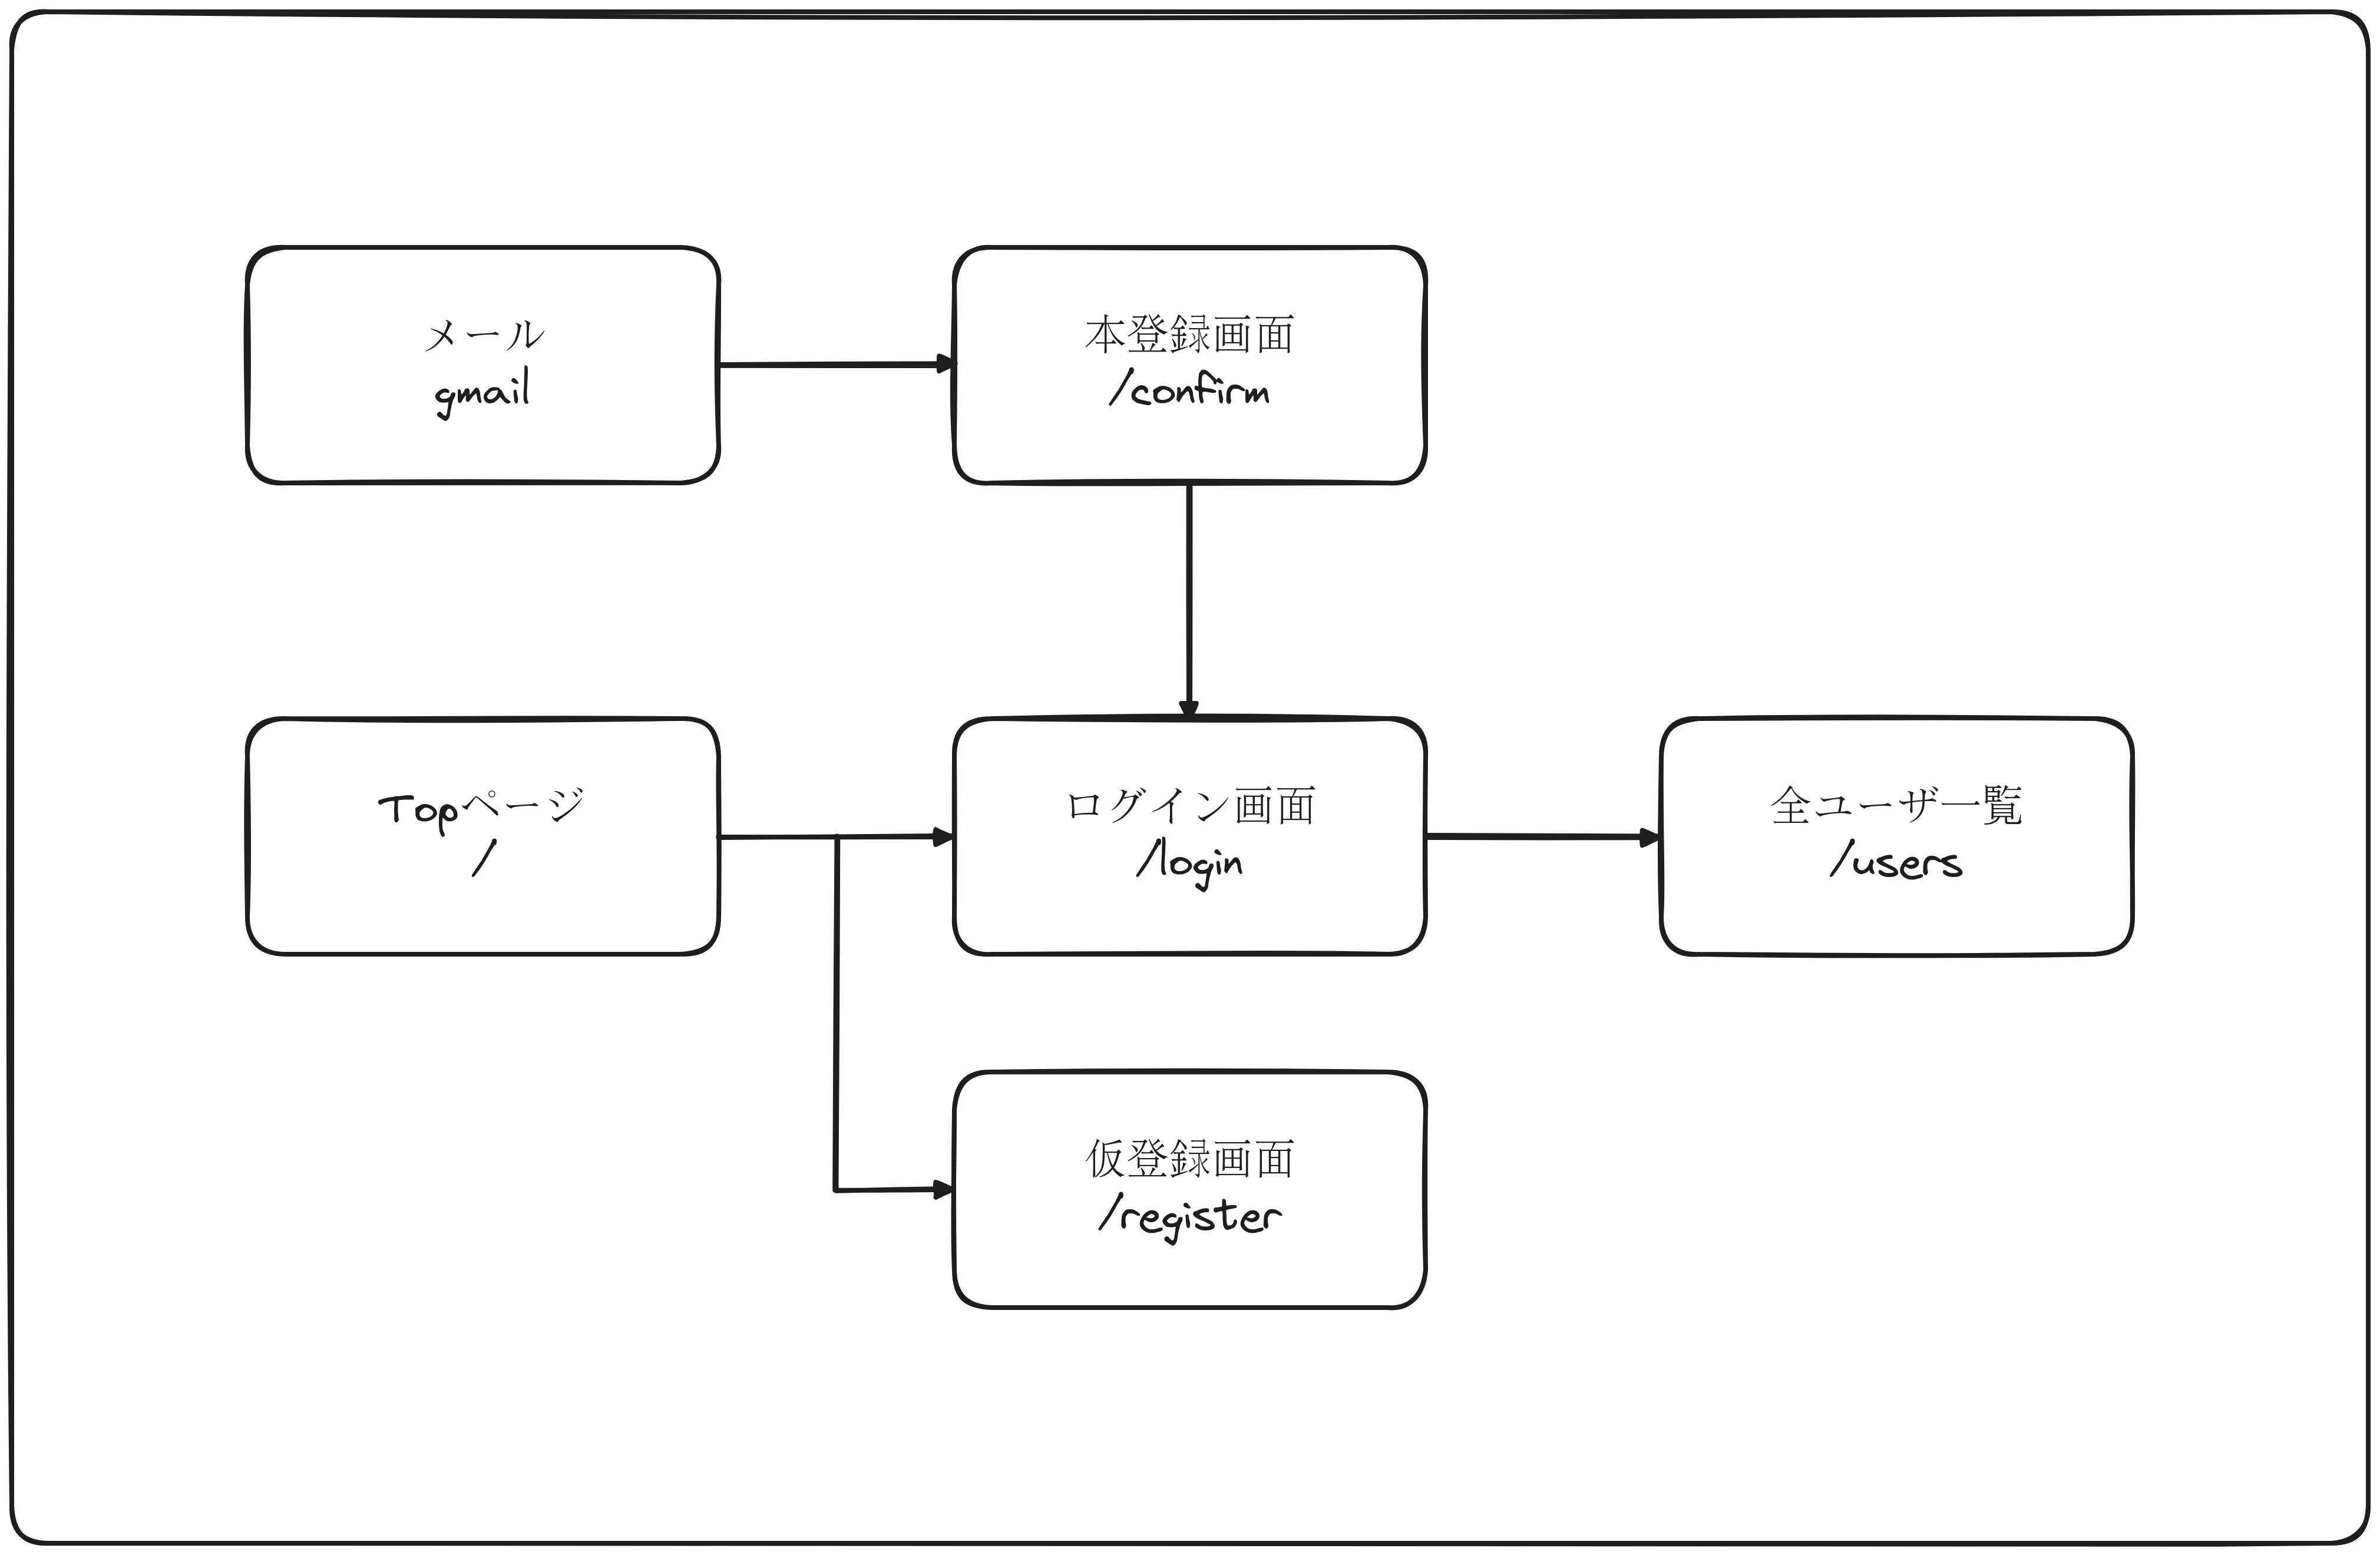 メール
gmail
本登録画面
/confirm
Topページ
/
ログイン画面
/login
全ユーザ一覧
/users
仮登録画面
/register